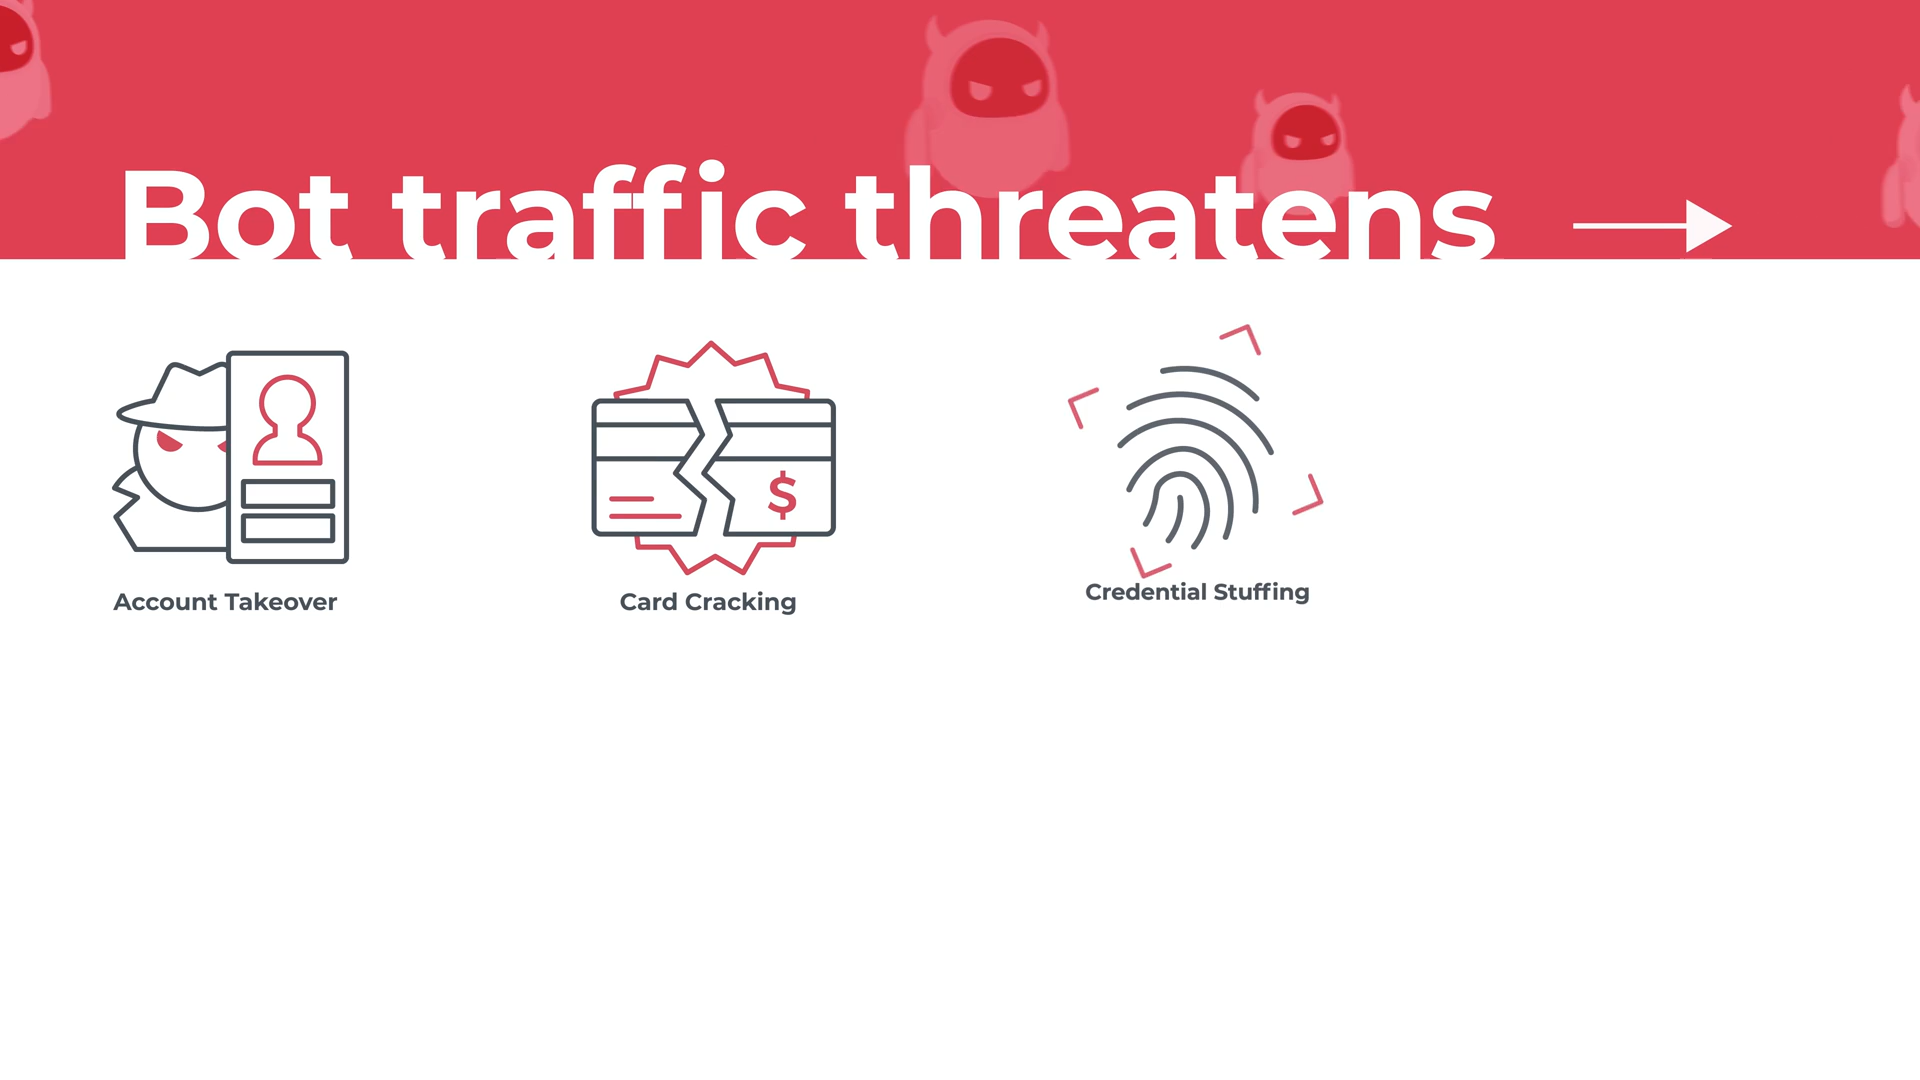 Bot traffic threatens
$
Account Takeover
Card Cracking
Credential Stuffing